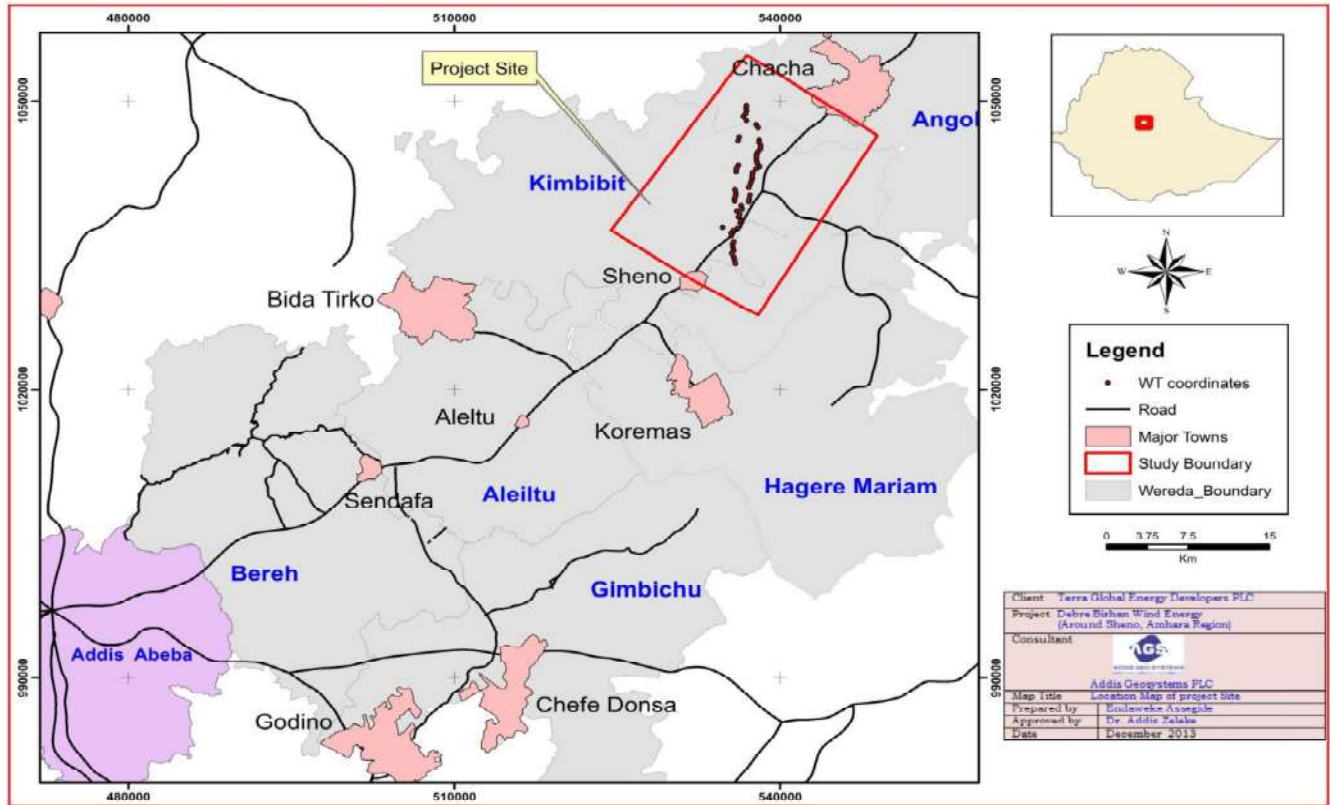 480000
510000
540000
1050000
1050000
Project Site
Chacha
Angol
Kimbibit
Sheno
Bida Tirko
1020000
1020000
Aleltu
Koremas
Sendafa
Aleiltu
Hagere Mariam
Bereh
Gimbichu
Addis Abeba
990000
990000
Godino
Chefe Donsa
480000
510000
540000
N
W
E
S
Legend
WT coordinates
Road
Major Towns
Study Boundary
Wereda_Boundary
0 3.75 7.5 15
Km
Client Terra Global Energy Developers PLC
Project Debre Birhan Wind Energy
(Around Sheno, Amhara Region)
Consultant
AGS
ADDIS GEO SYSTEMS
Addis Geosystems PLC
Map Title Location Map of project Site
Prepared by Endaweke Assegide
Approved by Dr. Addis Zeleke
Date December 2013